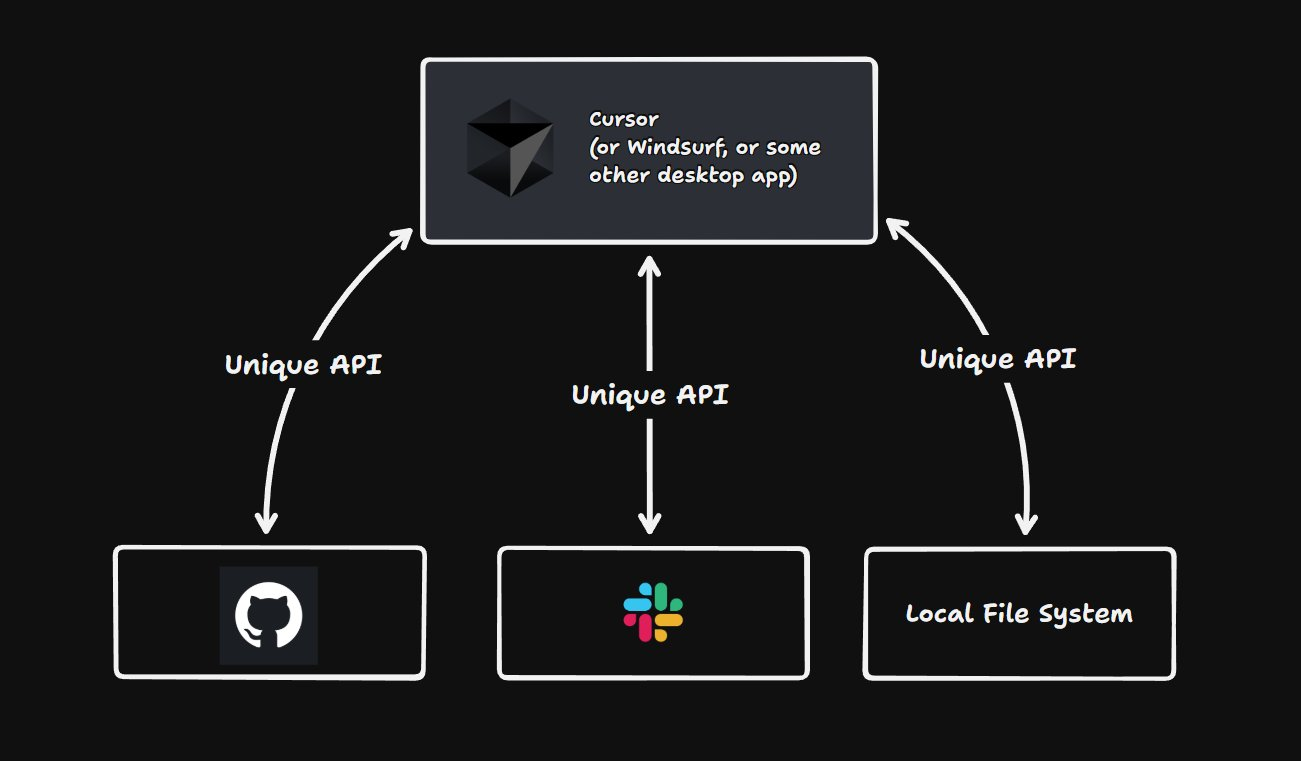 Cursor
(or Windsurf, or some
other desktop app)
Unique API
Unique API
Unique API
Local File System